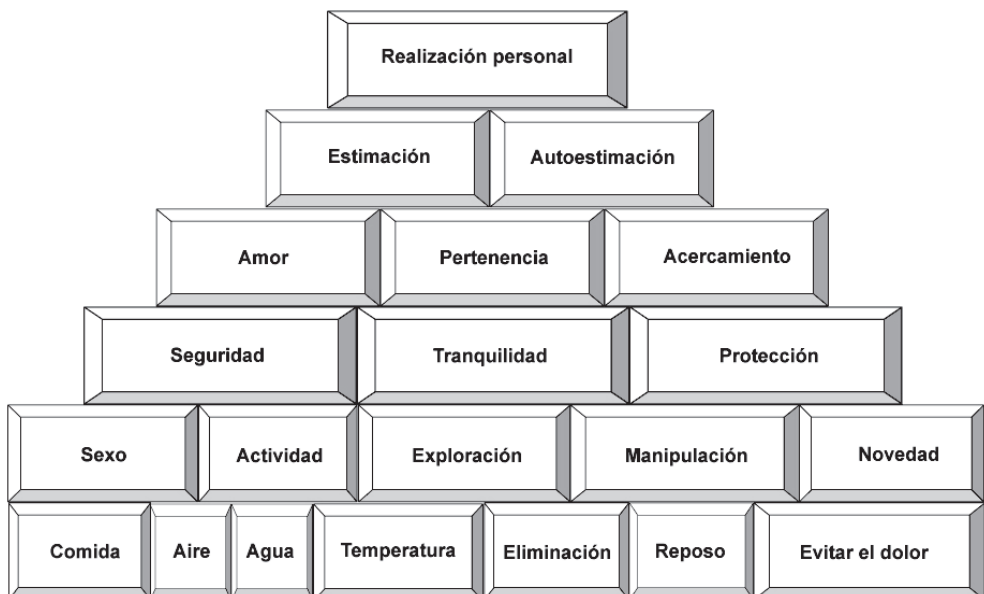 Realización personal
Estimación Autoestimación
Amor Pertenencia Acercamiento
Seguridad Tranquilidad Protección
Sexo Actividad Exploración Manipulación Novedad
Comida Aire Agua Temperatura Eliminación Reposo Evitar el dolor